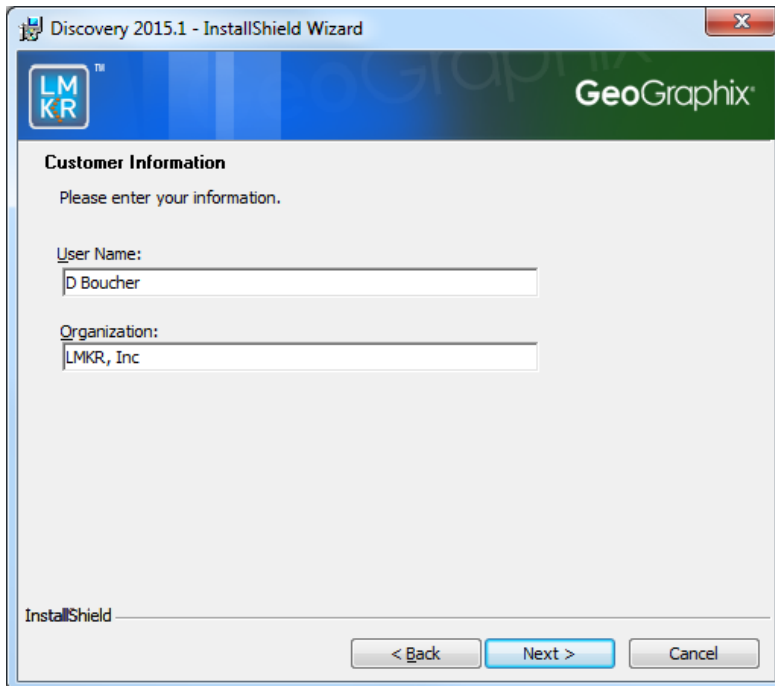 Discovery 2015.1 - InstallShield Wizard
LM
KR
TM
GeoGraphix
GeoGraphix®
Customer Information
Please enter your information.
User Name:
D Boucher
Organization:
LMKR, Inc
InstallShield
< Back
Next >
Cancel